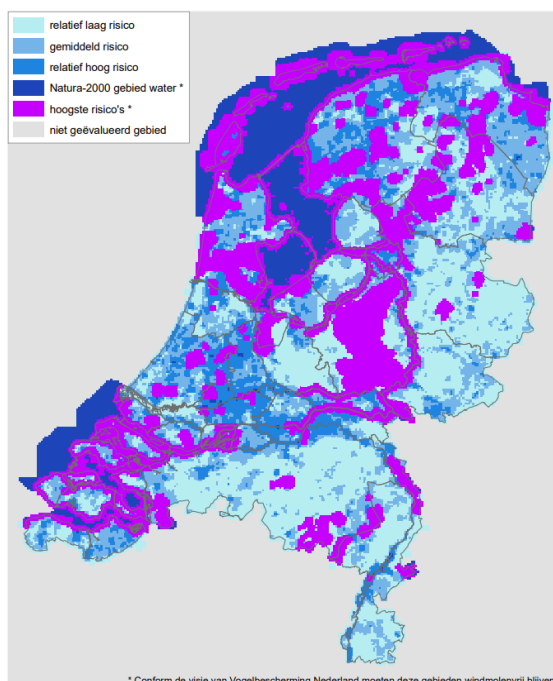 relatief laag risico
gemiddeld risico
relatief hoog risico
Natura-2000 gebied water *
hoogste risico's *
niet geëvalueerd gebied
* Conform de visie van Vogelbescherming Nederland moeten deze gebieden windmolenvrij blijven